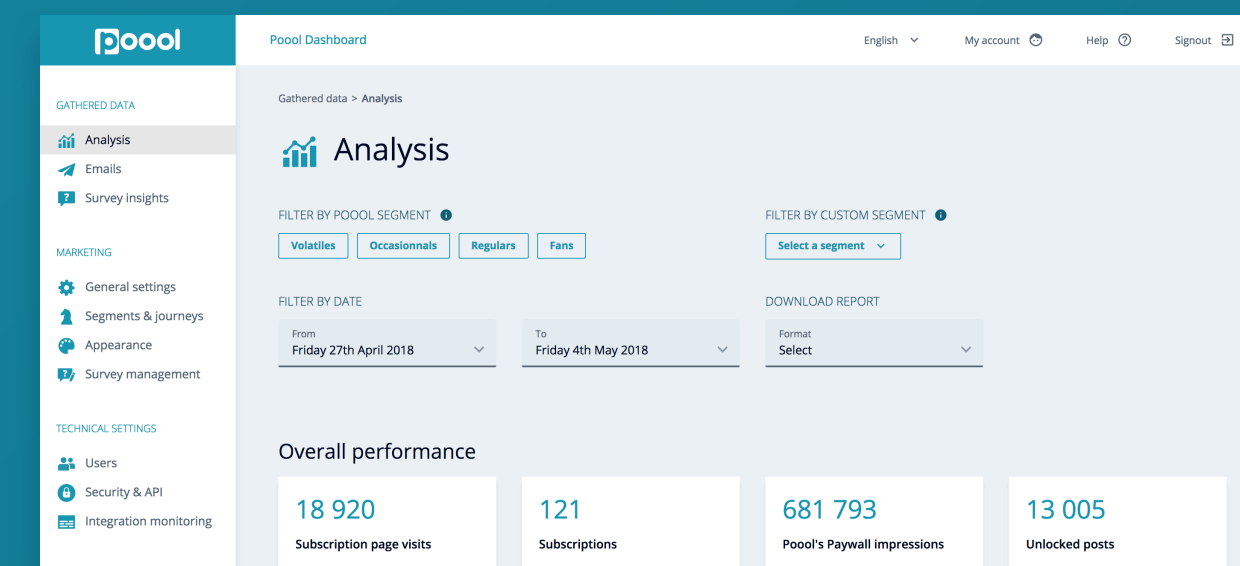 Poool
Poool Dashboard
English
My account
Help
Signout
GATHERED DATA
Analysis
Emails
Survey insights
MARKETING
General settings
Segments & journeys
Appearance
Survey management
TECHNICAL SETTINGS
Users
Security & API
Integration monitoring
Gathered data > Analysis
Analysis
FILTER BY POOOL SEGMENT
Volatiles
Occasionnals
Regulars
Fans
FILTER BY CUSTOM SEGMENT
Select a segment
FILTER BY DATE
From
Friday 27th April 2018
To
Friday 4th May 2018
DOWNLOAD REPORT
Format
Select
Overall performance
18 920
Subscription page visits
121
Subscriptions
681 793
Poool's Paywall impressions
13 005
Unlocked posts